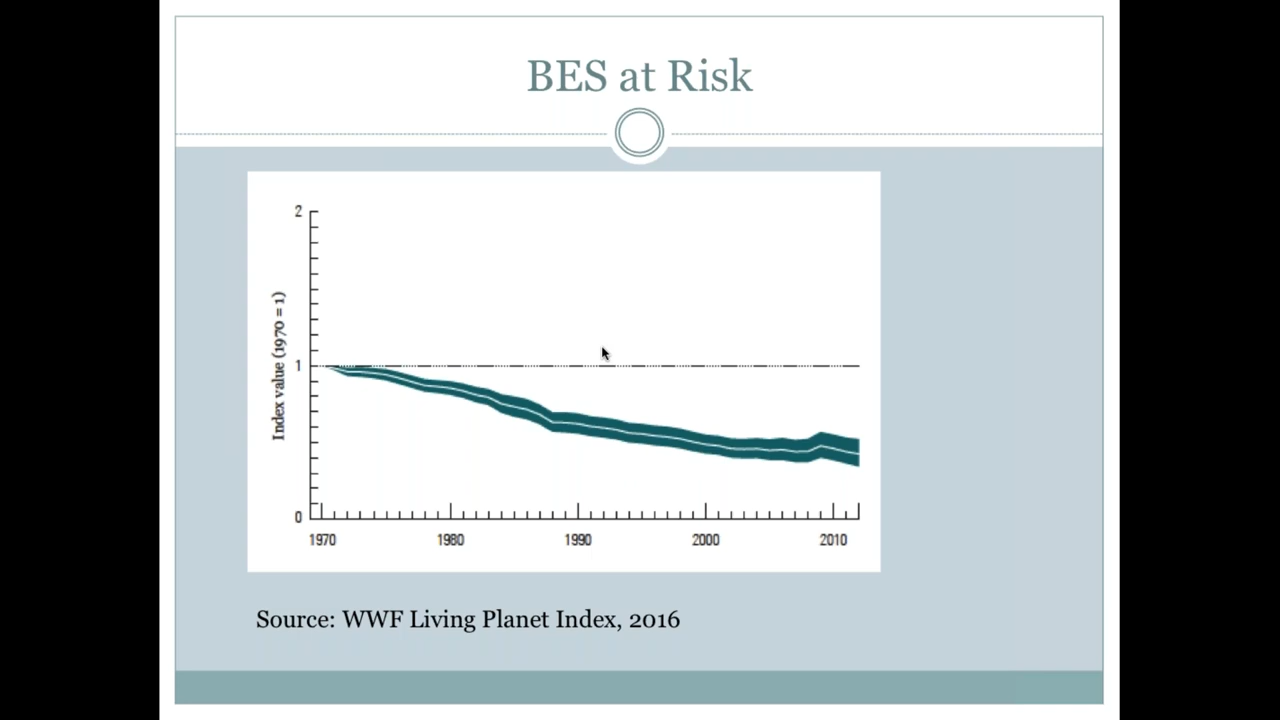 BES at Risk
2
1
0
Index value (1970 = 1)
1970 1980 1990 2000 2010
Source: WWF Living Planet Index, 2016